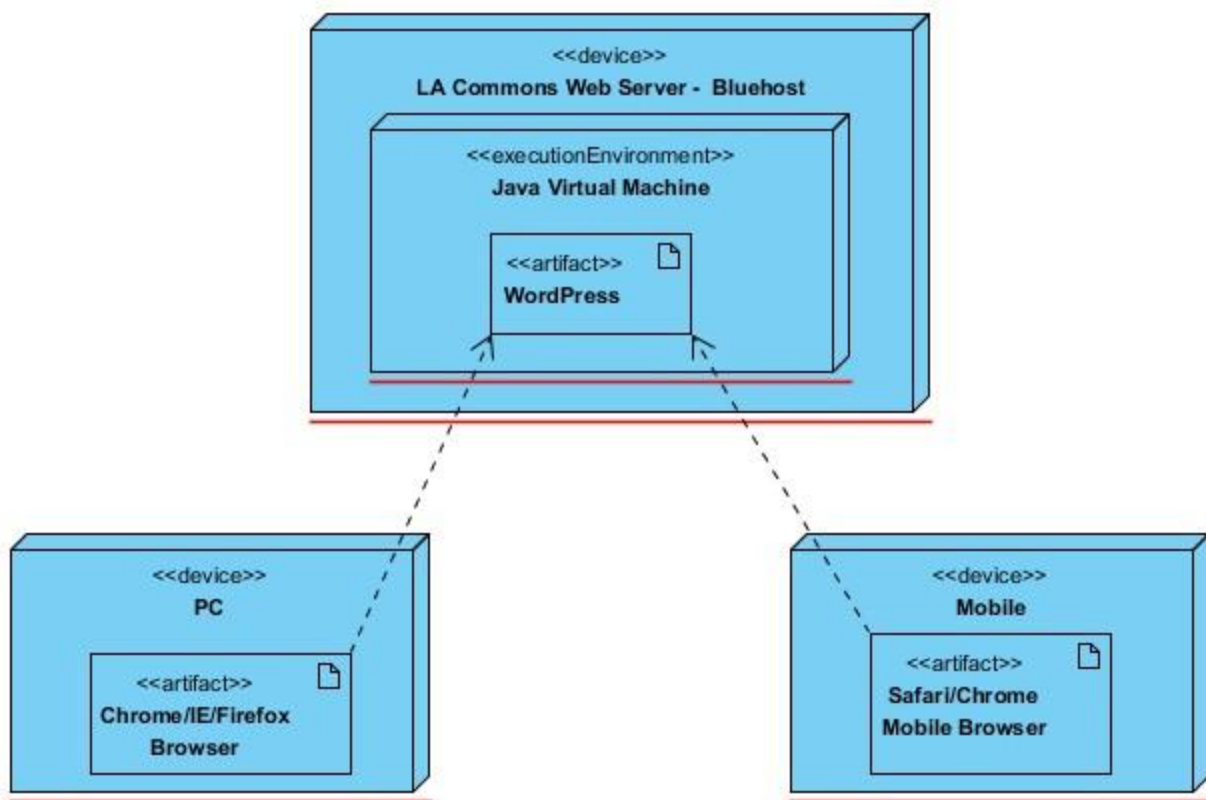 <<device>>
LA Commons Web Server - Bluehost
<<executionEnvironment>>
Java Virtual Machine
<<artifact>>
WordPress
<<device>>
PC
<<artifact>>
Chrome/IE/Firefox
Browser
<<device>>
Mobile
<<artifact>>
Safari/Chrome
Mobile Browser